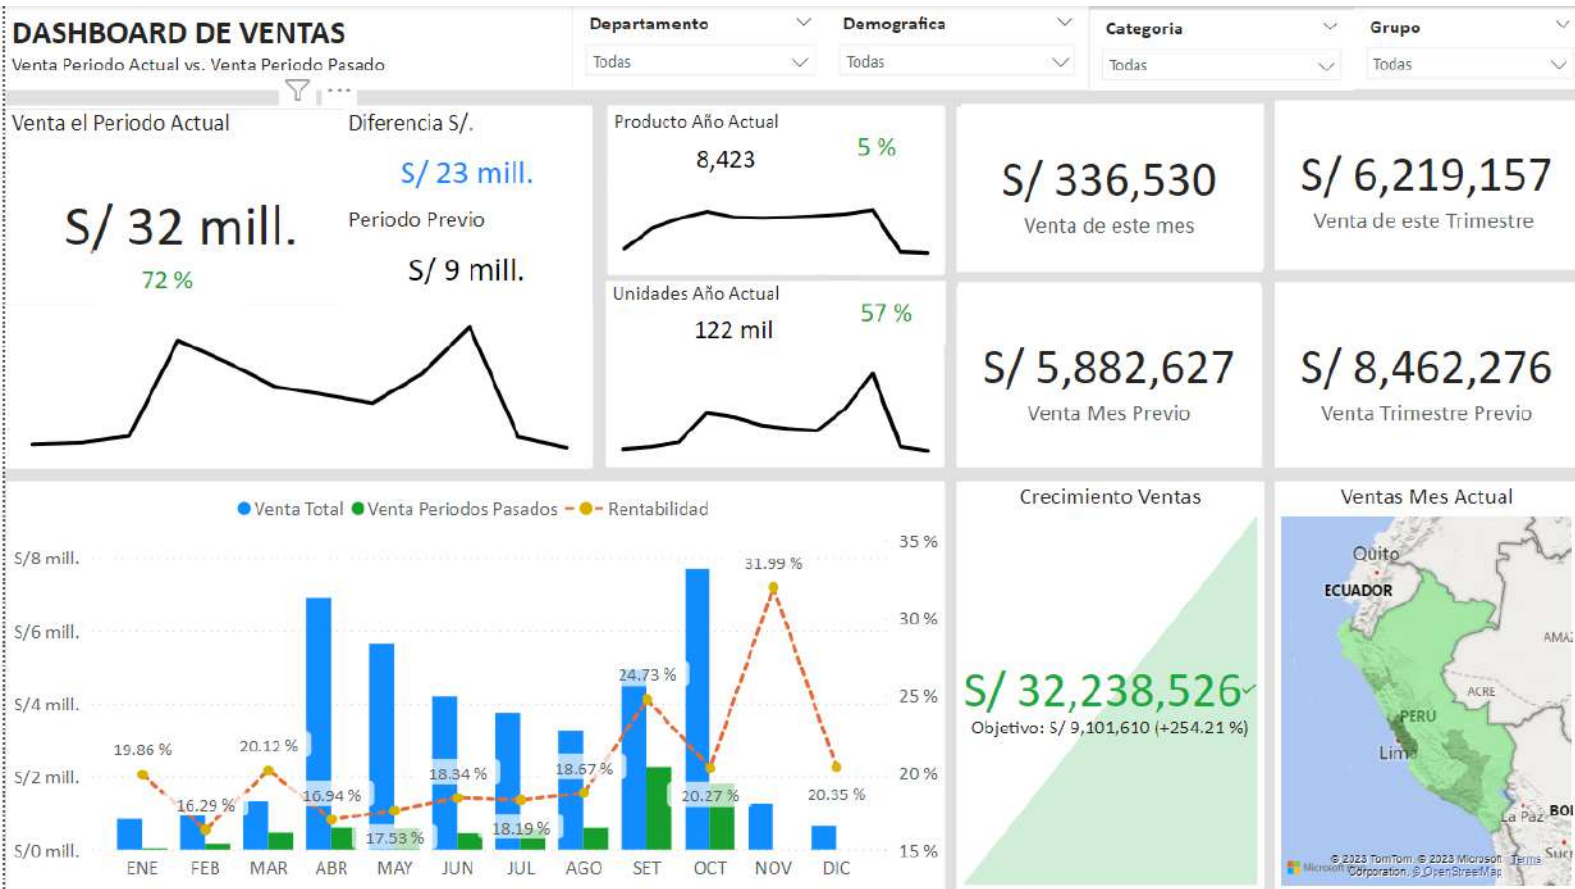 DASHBOARD DE VENTAS
Venta Periodo Actual vs. Venta Periodo Pasado
Departamento
Todas
Demografica
Todas
Categoria
Todas
Grupo
Todas
Venta el Periodo Actual
S/ 32 mill.
72 %
Diferencia S/.
S/ 23 mill.
Periodo Previo
S/ 9 mill.
Producto Año Actual
8,423
5 %
Unidades Año Actual
122 mil
57 %
S/ 336,530
Venta de este mes
S/ 6,219,157
Venta de este Trimestre
S/ 5,882,627
Venta Mes Previo
S/ 8,462,276
Venta Trimestre Previo
Venta Total Venta Periodos Pasados Rentabilidad
S/8 mill.
S/6 mill.
S/4 mill.
S/2 mill.
S/0 mill.
35 %
30 %
25 %
20 %
15 %
19.86 %
16.29 %
20.12 %
16.94 %
17.53 %
18.34 %
18.19 %
18.67 %
24.73 %
20.27 %
31.99 %
20.35 %
ENE FEB MAR ABR MAY JUN JUL AGO SET OCT NOV DIC
Crecimiento Ventas
S/ 32,238,526
Objetivo: S/ 9,101,610 (+254.21 %)
Ventas Mes Actual
Quito
ECUADOR
AMAZ
ACRE
PERÚ
Lima
La Paz
BOI
Sucr
© 2023 TomTom, © 2023 Microsoft Terms
Corporation, © OpenStreetMap
Microsoft